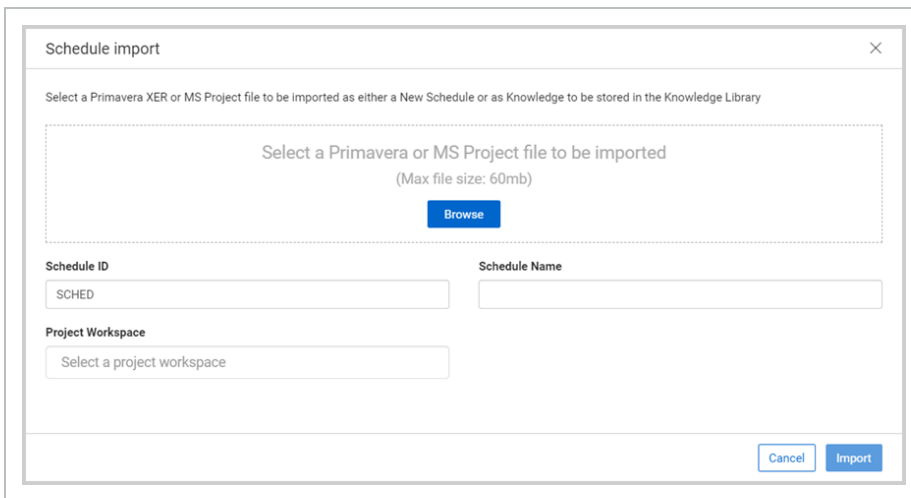 Schedule import
Select a Primavera XER or MS Project file to be imported as either a New Schedule or as Knowledge to be stored in the Knowledge Library
Select a Primavera or MS Project file to be imported
(Max file size: 60mb)
Browse
Schedule ID
Schedule Name
SCHED
Project Workspace
Select a project workspace
Cancel
Import